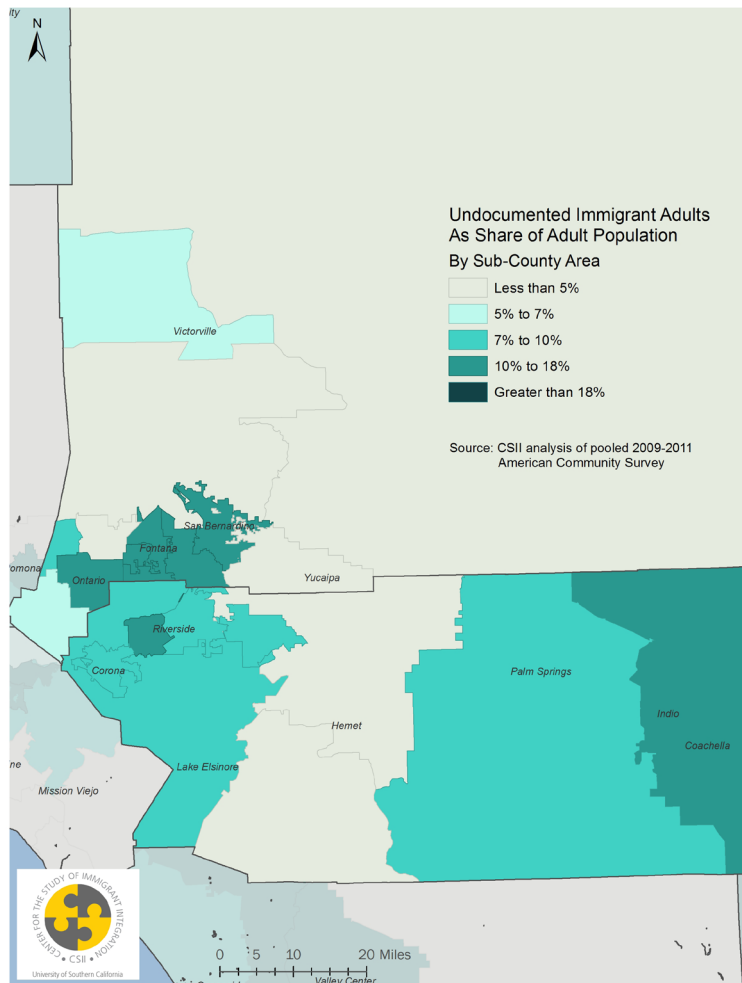 ity
N
Undocumented Immigrant Adults
As Share of Adult Population
By Sub-County Area
Less than 5%
5% to 7%
7% to 10%
10% to 18%
Greater than 18%
Source: CSII analysis of pooled 2009-2011
American Community Survey
Victorville
San Bernardino
Fontana
omona
Ontario
Yucaipa
Riverside
Corona
Palm Springs
Indio
Hemet
Coachella
ne
Lake Elsinore
Mission Viejo
CENTER FOR THE STUDY OF IMMIGRANT INTEGRATION
• CSII •
University of Southern California
0 5 10 20 Miles
Valley Center